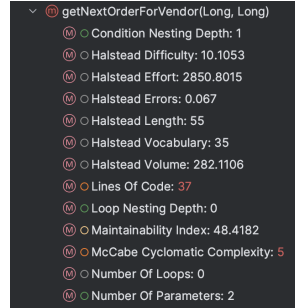 getNextOrderForVendor(Long, Long)
Condition Nesting Depth: 1
Halstead Difficulty: 10.1053
Halstead Effort: 2850.8015
Halstead Errors: 0.067
Halstead Length: 55
Halstead Vocabulary: 35
Halstead Volume: 282.1106
Lines Of Code: 37
Loop Nesting Depth: 0
Maintainability Index: 48.4182
McCabe Cyclomatic Complexity: 5
Number Of Loops: 0
Number Of Parameters: 2